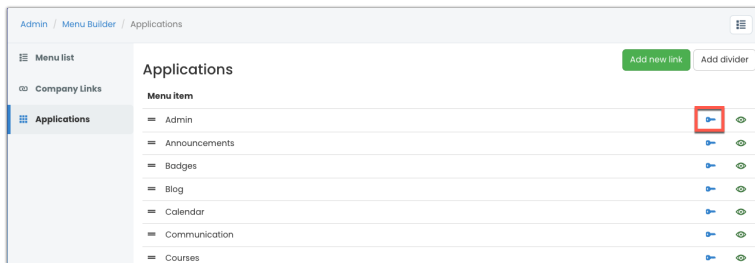 Admin / Menu Builder / Applications
Menu list
Company Links
Applications
Applications
Add new link
Add divider
Menu item
Admin
Announcements
Badges
Blog
Calendar
Communication
Courses